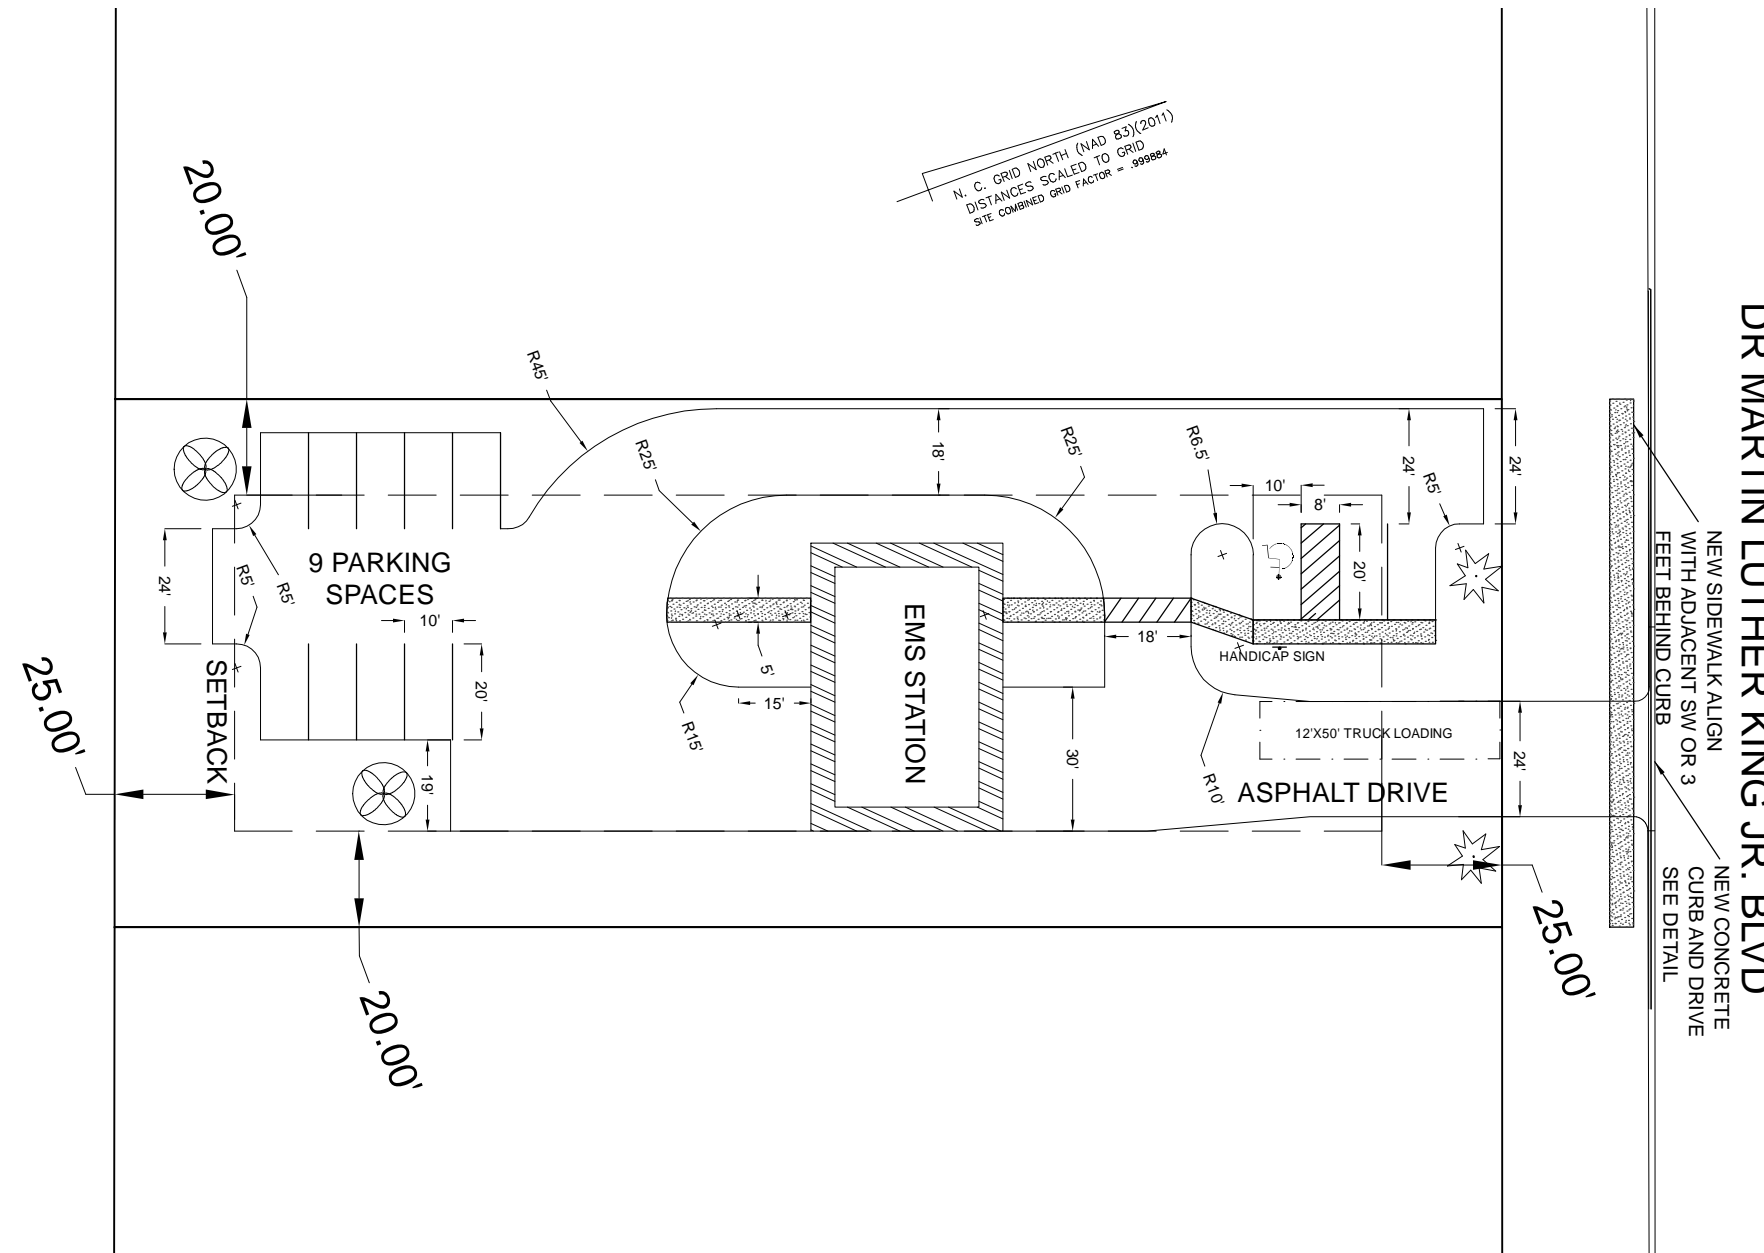 N. C. GRID NORTH (NAD 83)(2011)
DISTANCES SCALED TO GRID
SITE COMBINED GRID FACTOR = .999884
20.00'
R45'
R25'
18'
R25'
R6.5'
10'
8'
24'
R5'
24'
20'
9 PARKING
SPACES
24'
R5'
R5'
10'
20'
19'
SETBACK
25.00'
5'
15'
R15'
EMS STATION
18'
30'
HANDICAP SIGN
12'X50' TRUCK LOADING
R10'
ASPHALT DRIVE
24'
20.00'
25.00'
NEW SIDEWALK ALIGN
WITH ADJACENT SW OR 3
FEET BEHIND CURB
NEW CONCRETE
CURB AND DRIVE
SEE DETAIL
DR MARTIN LUTHER KING JR. BLVD